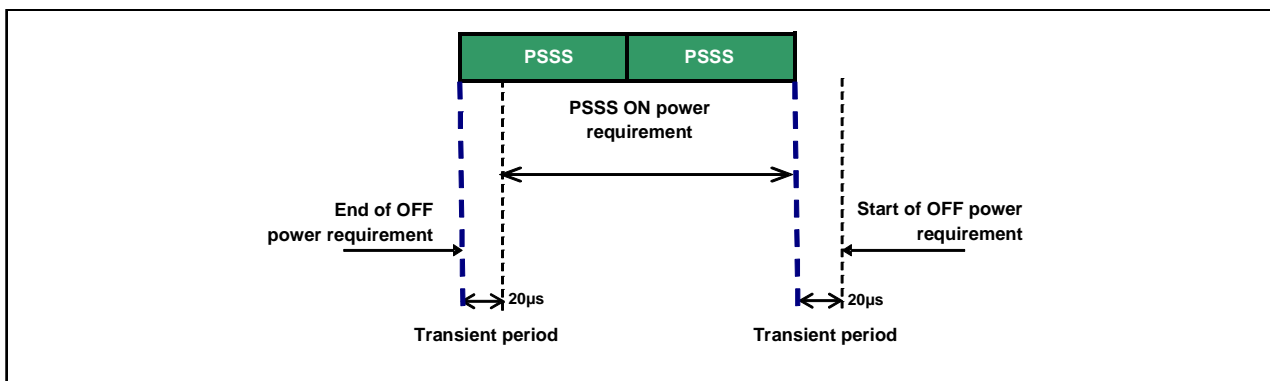 PSSS PSSS
PSSS ON power
requirement
End of OFF
power requirement
Start of OFF power
requirement
20µs
20µs
Transient period
Transient period